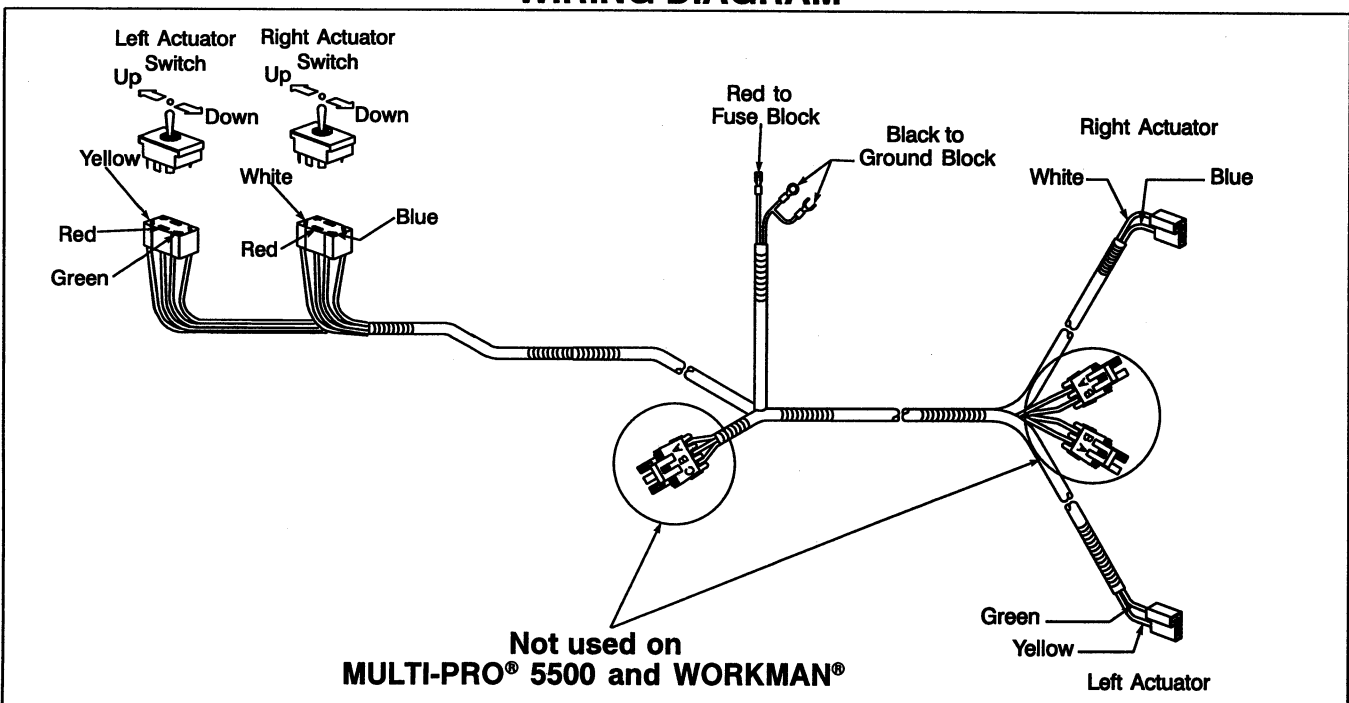 WIRING DIAGRAM
Left Actuator
Switch
Up
Down
Right Actuator
Switch
Up
Down
Yellow
Red
Green
White
Red
Blue
Red to
Fuse Block
Black to
Ground Block
Right Actuator
White
Blue
A
B
C
A
B
B
A
Green
Yellow
Left Actuator
Not used on
MULTI-PRO® 5500 and WORKMAN®